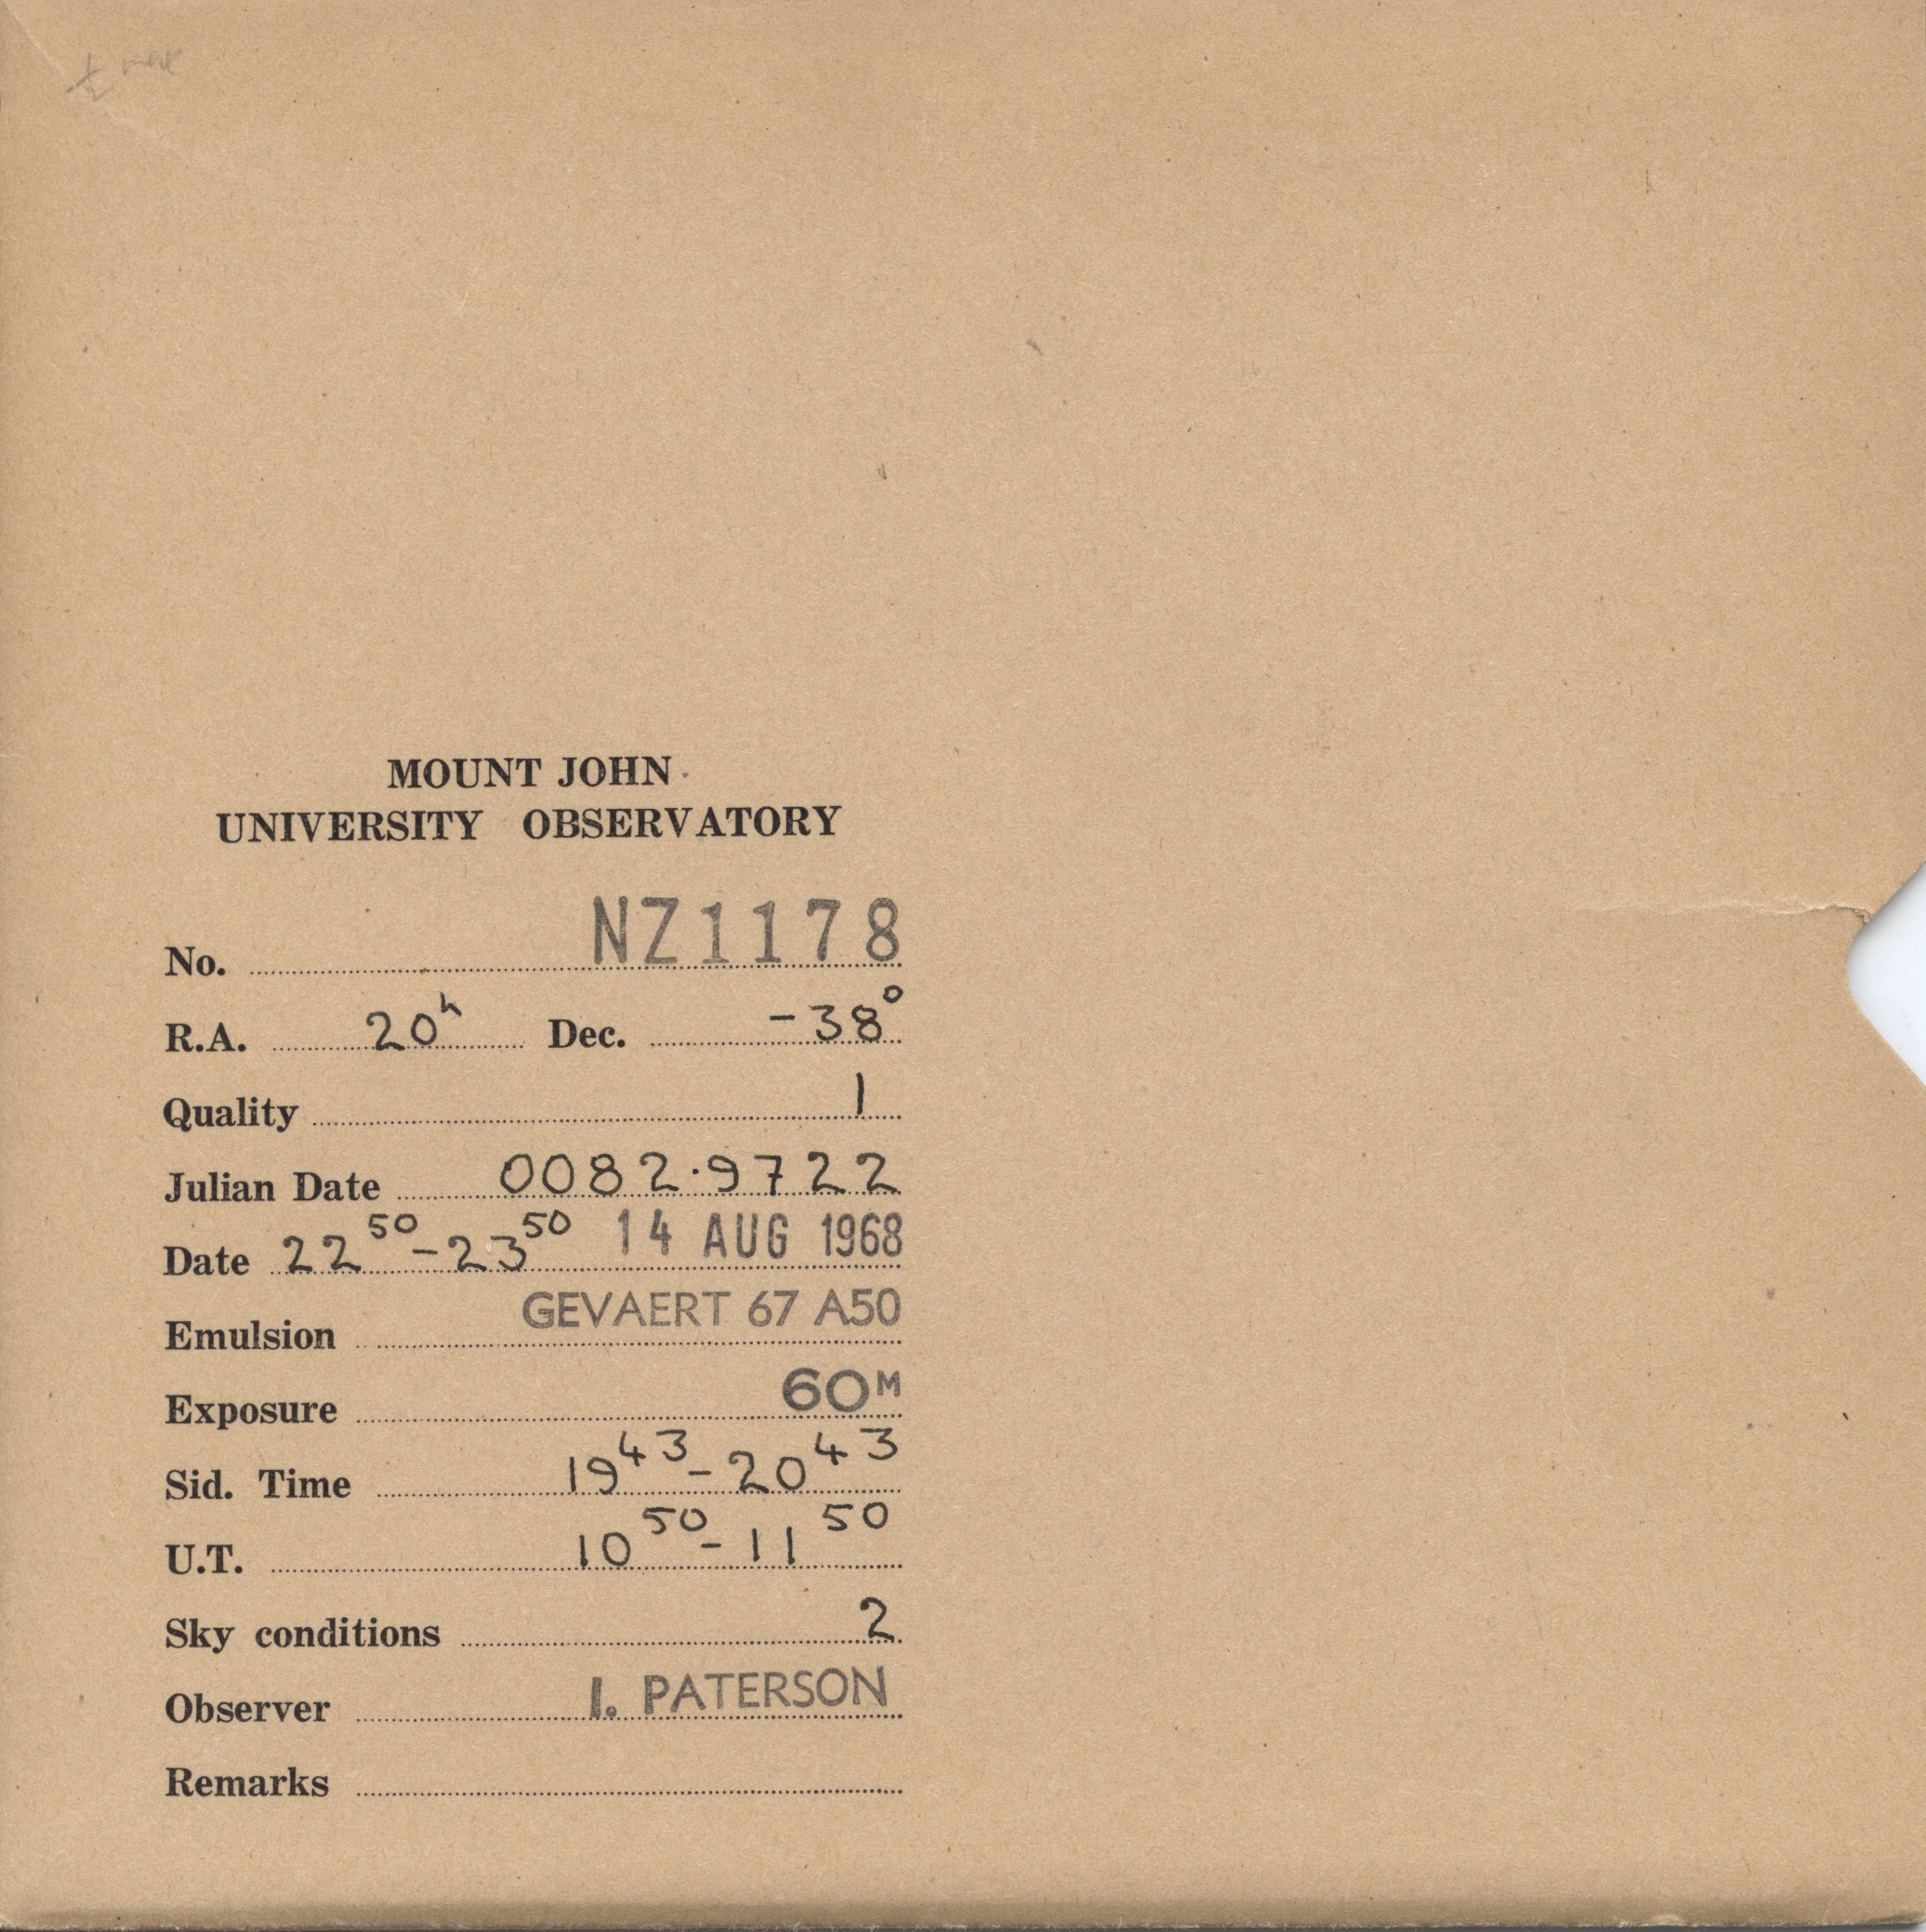 MOUNT JOHN
UNIVERSITY OBSERVATORY
No. NZ1178
R.A. 20ʰ Dec. -38°
Quality 1
Julian Date 0082.9722
Date 22⁵⁰-23⁵⁰ 14 AUG 1968
Emulsion GEVAERT 67 A50
Exposure 60ᴹ
Sid. Time 19⁴³-20⁴³
U.T. 10⁵⁰-11⁵⁰
Sky conditions 2
Observer I. PATERSON
Remarks